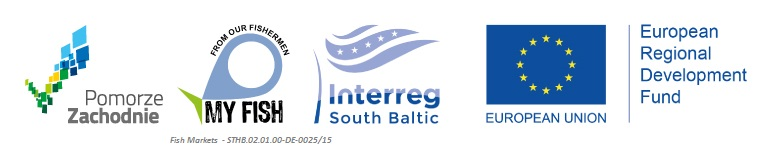 Pomorze
Zachodnie
FROM OUR FISHERMEN
MY FISH
Interreg
South Baltic
EUROPEAN UNION
European
Regional
Development
Fund
Fish Markets - STHB.02.01.00-DE-0025/15